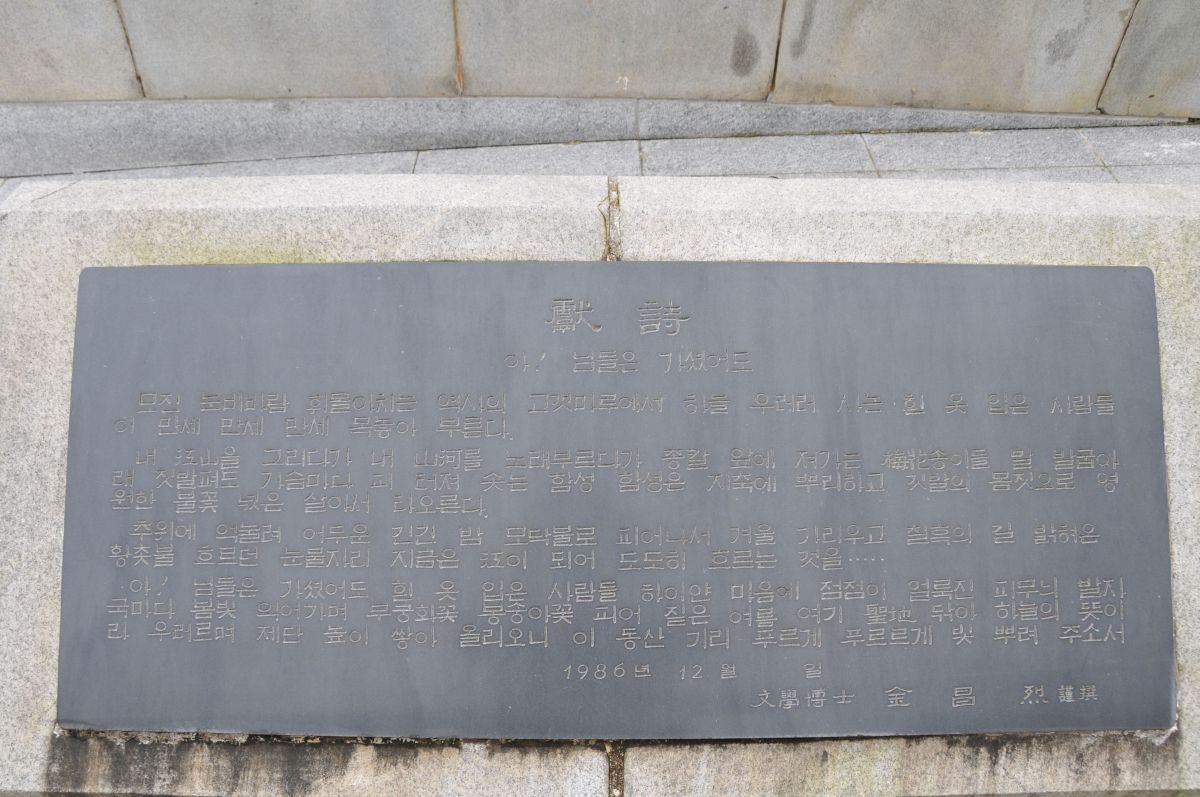 獻詩
아! 님들은 가셨어도
모진 눈비바람 휘몰아치는 역사의 고갯마루에서 하늘 우러러 사는 흰 옷 입은 사람들
이 만세 만세 만세 목놓아 부른다.
내 江山을 그리다가 내 山河를 노래부르다가 총칼 앞에 져가는 梅花송이들 말 발굽아
래 짓밟혀도 가슴마다 피 터져 솟는 함성 함성은 지쪽에 뿌리하고 깃발의 몸짓으로 영
원한 불꽃 넋은 살아서 타오른다.
추위에 억눌려 어두운 긴긴 밤 모닥불로 피어나서 겨울 가리우고 칠흑의 길 밝혀온
황촛불 흐르던 눈물자리 지금은 江이 되어 도도히 흐르는 것을……
아! 님들은 가셨어도 흰 옷 입은 사람들 하이얀 마음에 점점이 얼룩진 피무늬 발자
국마다 봄빛 익어가며 무궁화꽃 봉송이꽃 피어 짙은 여름 여기 聖地 닦아 하늘의 뜻이
라 우러르며 제단 높이 쌓아 올리오니 이 동산 기리 푸르게 푸르르게 빛 뿌려 주소서
1986년 12월 일
文學博士 金昌烈 謹撰